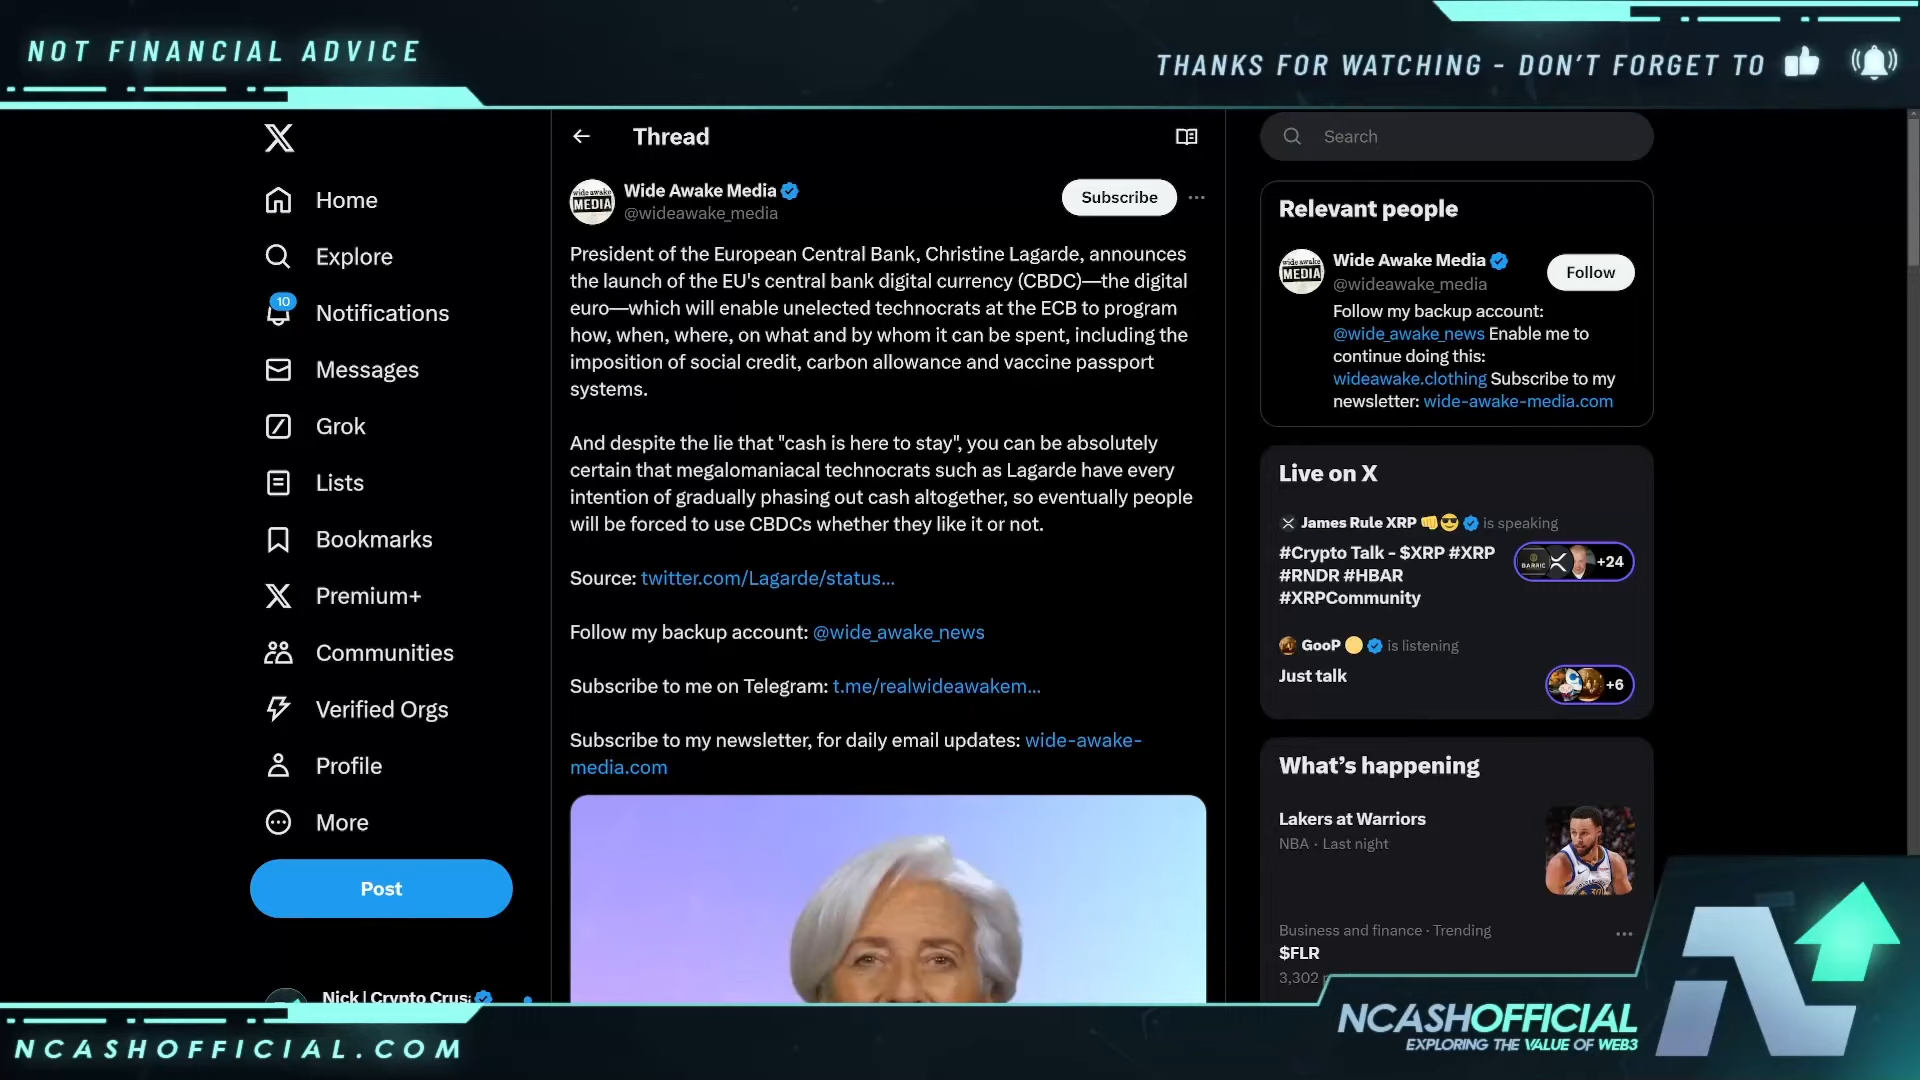 NOT FINANCIAL ADVICE
THANKS FOR WATCHING - DON'T FORGET TO
Home
Explore
10
Notifications
Messages
Grok
Lists
Bookmarks
Premium+
Communities
Verified Orgs
Profile
More
Post
Nick | Crypto Crus
Thread
Wide Awake Media
@wideawake_media
Subscribe
President of the European Central Bank, Christine Lagarde, announces
the launch of the EU's central bank digital currency (CBDC)—the digital
euro—which will enable unelected technocrats at the ECB to program
how, when, where, on what and by whom it can be spent, including the
imposition of social credit, carbon allowance and vaccine passport
systems.
And despite the lie that "cash is here to stay", you can be absolutely
certain that megalomaniacal technocrats such as Lagarde have every
intention of gradually phasing out cash altogether, so eventually people
will be forced to use CBDCs whether they like it or not.
Source: twitter.com/Lagarde/status...
Follow my backup account: @wide_awake_news
Subscribe to me on Telegram: t.me/realwideawakem...
Subscribe to my newsletter, for daily email updates: wide-awake-
media.com
Search
Relevant people
wide awake
MEDIA
Wide Awake Media
@wideawake_media
Follow
Follow my backup account:
@wide_awake_news Enable me to
continue doing this:
wideawake.clothing Subscribe to my
newsletter: wide-awake-media.com
Live on X
James Rule XRP is speaking
#Crypto Talk - $XRP #XRP
#RNDR #HBAR
#XRPCommunity
+24
GooP is listening
Just talk
+6
What's happening
Lakers at Warriors
NBA · Last night
Business and finance · Trending
$FLR
3,302
NCASHOFFICIAL.COM
NCASHOFFICIAL
EXPLORING THE VALUE OF WEB3